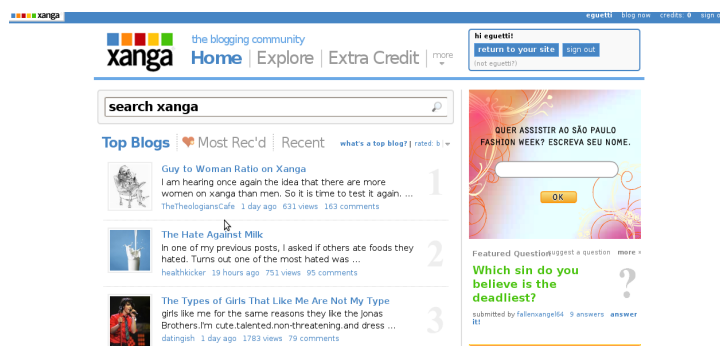 xanga
eguetti blog now credits: 0 sign o
xanga
the blogging community
Home Explore Extra Credit more
hi eguetti!
return to your site sign out
(not eguetti?)
search xanga
Top Blogs Most Rec'd Recent what's a top blog? | rated: b
Guy to Woman Ratio on Xanga
I am hearing once again the idea that there are more
women on xanga than men. So it is time to test it again. ...
TheTheologiansCafe 1 day ago 631 views 163 comments
1
The Hate Against Milk
In one of my previous posts, I asked if others ate foods they
hated. Turns out one of the most hated was ...
healthkicker 19 hours ago 751 views 95 comments
2
The Types of Girls That Like Me Are Not My Type
girls like me for the same reasons they like the Jonas
Brothers.I'm cute.talented.non-threatening.and dress ...
datingish 1 day ago 1783 views 79 comments
3
QUER ASSISTIR AO SÃO PAULO
FASHION WEEK? ESCREVA SEU NOME.
OK
Featured Question uggest a question more »
Which sin do you
believe is the
deadliest?
?
submitted by fallenxangel64 9 answers answer
it!